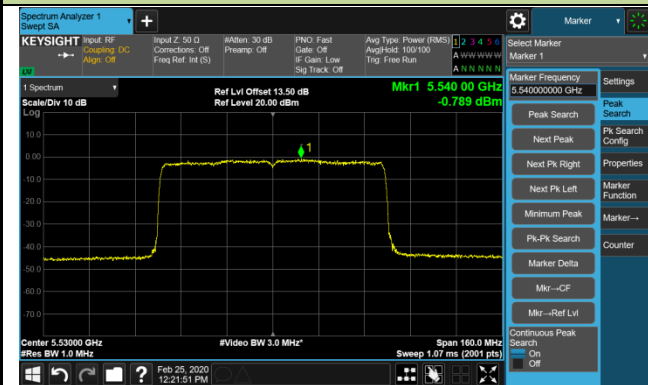 Spectrum Analyzer 1
Swept SA
+
Marker
KEYSIGHT
Input: RF
Coupling: DC
Align: Off
Input Z: 50 Ω
Corrections: Off
Freq Ref: Int (S)
#Atten: 30 dB
Preamp: Off
PNO: Fast
Gate: Off
IF Gain: Low
Sig Track: Off
Avg Type: Power (RMS)
Avg|Hold: 100/100
Trig: Free Run
1 2 3 4 5 6
A W W W W W
A N N N N N
LXI
Select Marker
Marker 1
1 Spectrum
Scale/Div 10 dB
Log
Ref Lvl Offset 13.50 dB
Ref Level 20.00 dBm
Mkr1 5.540 00 GHz
-0.789 dBm
10.0
0.00
-10.0
-20.0
-30.0
-40.0
-50.0
-60.0
-70.0
1
Center 5.53000 GHz
#Res BW 1.0 MHz
#Video BW 3.0 MHz*
Span 160.0 MHz
Sweep 1.07 ms (2001 pts)
Marker Frequency
5.540000000 GHz
Peak Search
Next Peak
Next Pk Right
Next Pk Left
Minimum Peak
Pk-Pk Search
Marker Delta
Mkr→CF
Mkr→Ref Lvl
Continuous Peak
Search
On
Off
Settings
Peak
Search
Pk Search
Config
Properties
Marker
Function
Marker→
Counter
?
Feb 25, 2020
12:21:51 PM